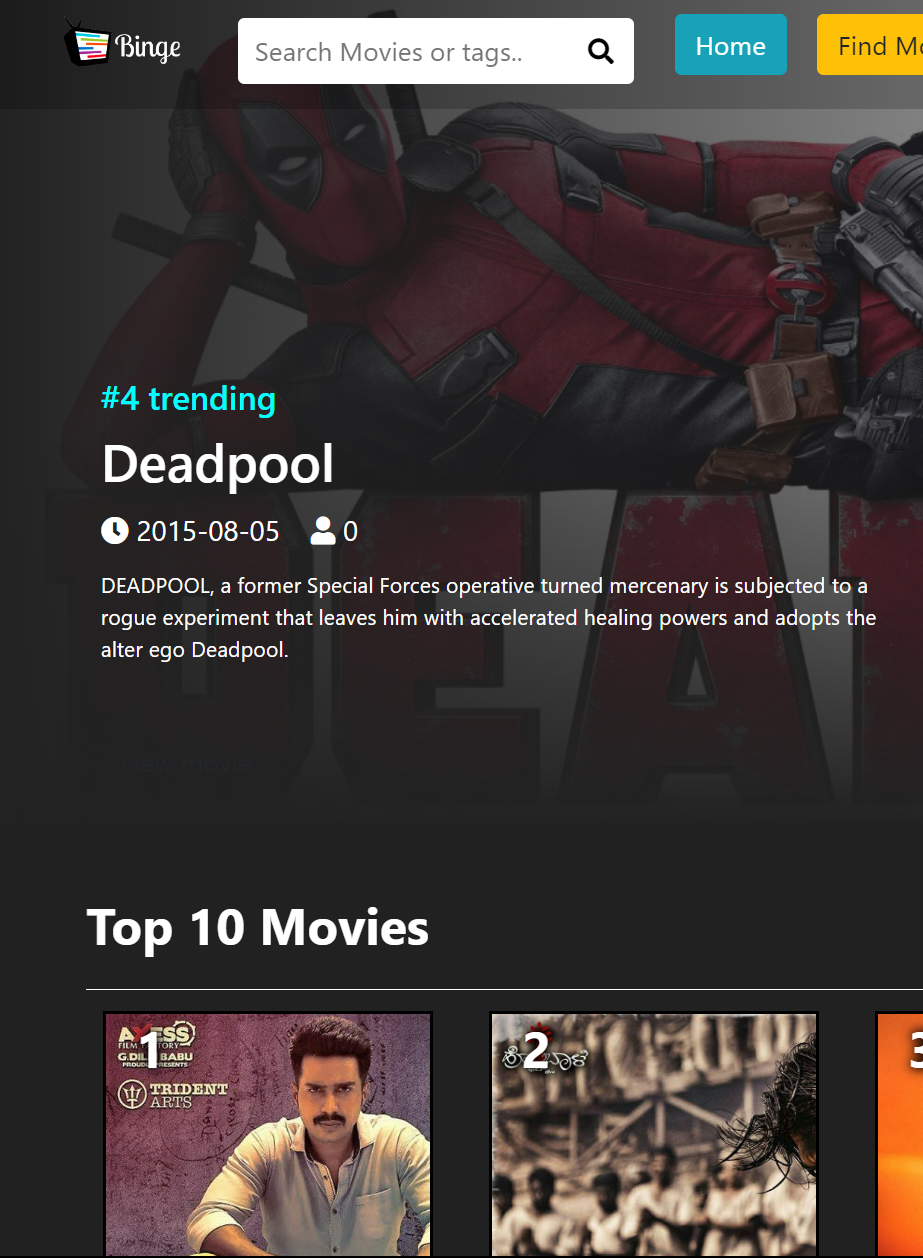 Binge
Search Movies or tags..
Home
Find Mo
#4 trending
Deadpool
2015-08-05 0
DEADPOOL, a former Special Forces operative turned mercenary is subjected to a
rogue experiment that leaves him with accelerated healing powers and adopts the
alter ego Deadpool.
view movie
DEA
Top 10 Movies
1
AXESS
FILM FACTORY
G.DILLI BABU
PROUDLY PRESENTS
TRIDENT
ARTS
2
3